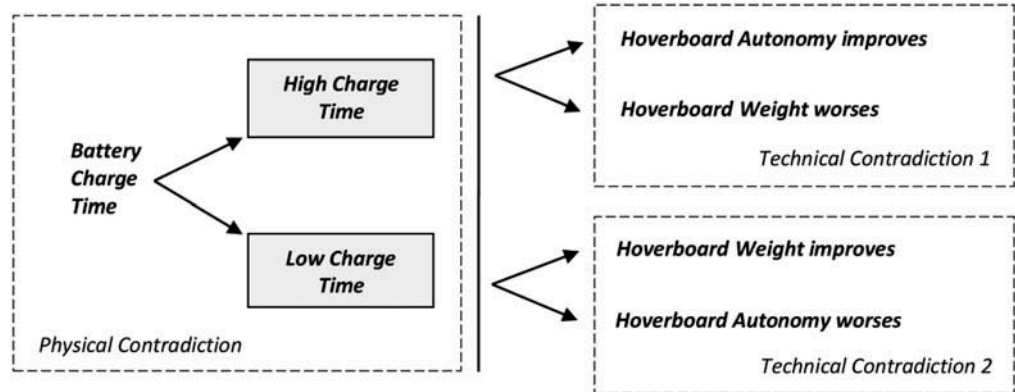 Battery
Charge
Time
High Charge
Time
Low Charge
Time
Physical Contradiction
Hoverboard Autonomy improves
Hoverboard Weight worses
Technical Contradiction 1
Hoverboard Weight improves
Hoverboard Autonomy worses
Technical Contradiction 2